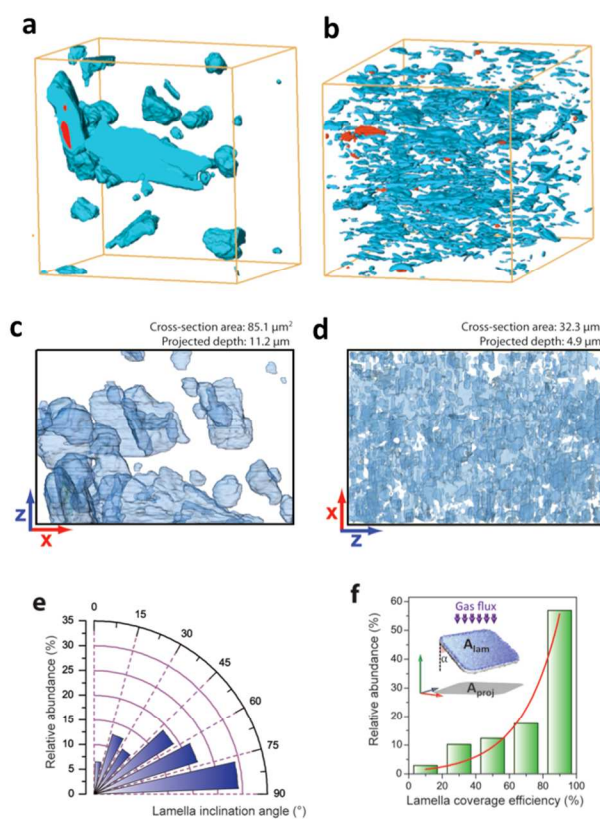 a
b
c
Cross-section area: 85.1 µm²
Projected depth: 11.2 µm
z
x
d
Cross-section area: 32.3 µm
Projected depth: 4.9 µm
x
z
e
Relative abundance (%)
35
30
25
20
15
10
5
0
0
15
30
45
60
75
90
Lamella inclination angle (°)
f
Relative abundance (%)
60
50
40
30
20
10
0
Gas flux
α
A lam
A proj
0 20 40 60 80 100
Lamella coverage efficiency (%)